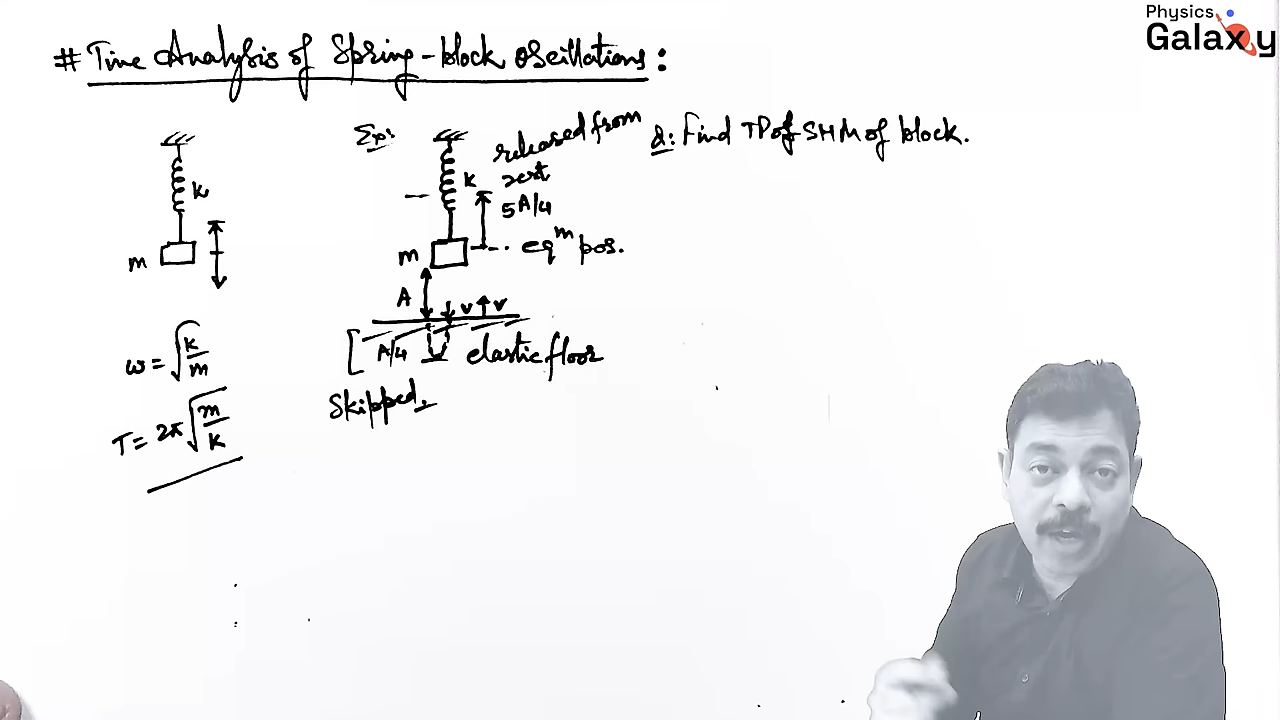 Physics
Galaxy
# Time Analysis of Spring-block oscillations :
k
m
ω = √k/m
T = 2π√m/k
Ex:
released from
rest
5A/4
k
m
eqᵐ pos.
A
v v
A/4
elastic floor
Skipped.
Q: Find TP of SHM of block.